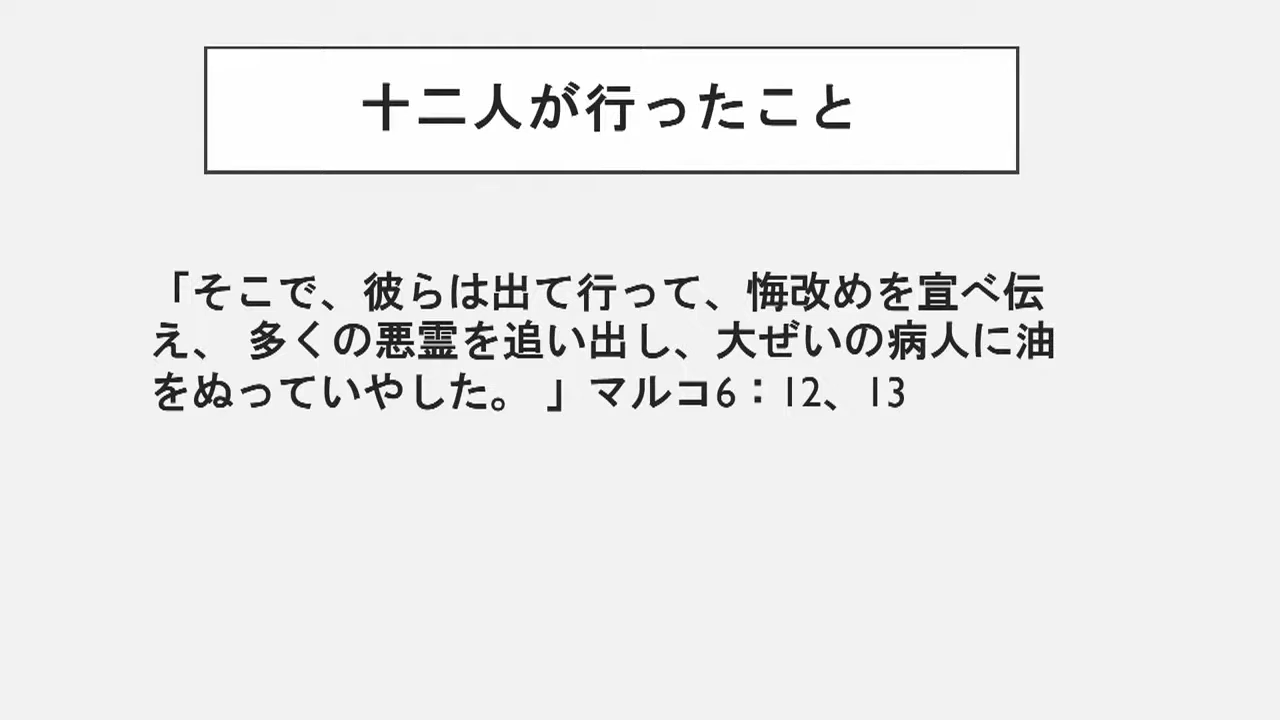 十二人が行ったこと
「そこで、彼らは出て行って、悔改めを宣べ伝
え、 多くの悪霊を追い出し、大ぜいの病人に油
をぬっていやした。 」マルコ6：12、13